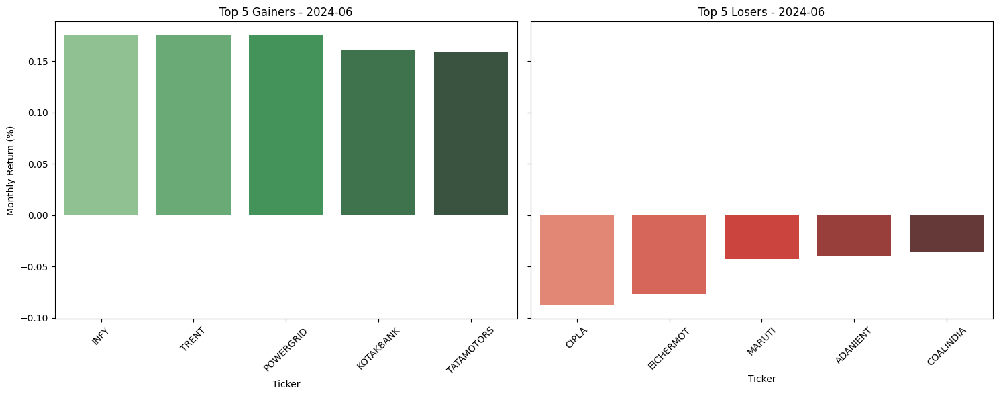 Top 5 Gainers - 2024-06
Monthly Return (%)
0.15
0.10
0.05
0.00
−0.05
−0.10
INFY
TRENT
POWERGRID
KOTAKBANK
TATAMOTORS
Ticker
Top 5 Losers - 2024-06
CIPLA
EICHERMOT
MARUTI
ADANIENT
COALINDIA
Ticker